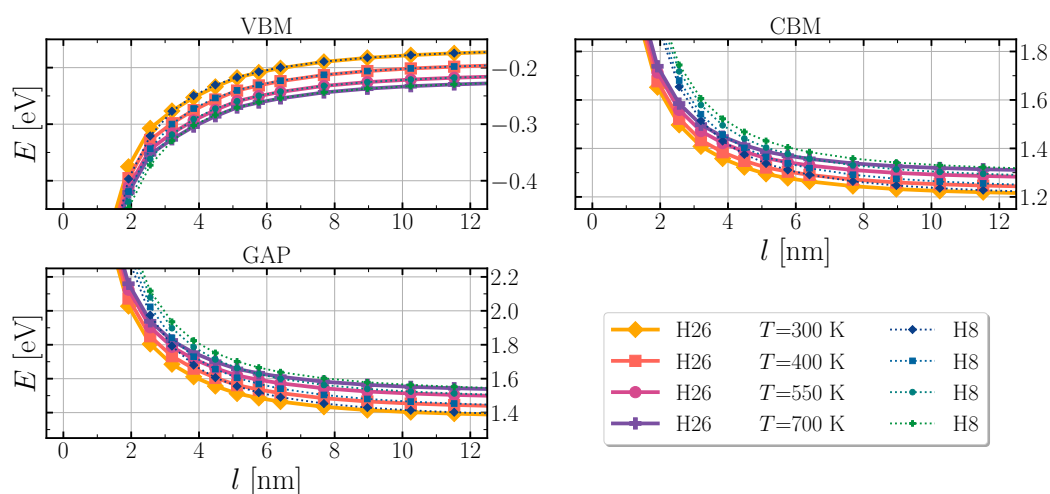 VBM
E [eV]
−0.2
−0.3
−0.4
0 2 4 6 8 10 12
CBM
1.8
1.6
1.4
1.2
0 2 4 6 8 10 12
l [nm]
GAP
E [eV]
2.2
2.0
1.8
1.6
1.4
0 2 4 6 8 10 12
l [nm]
H26 T=300 K H8
H26 T=400 K H8
H26 T=550 K H8
H26 T=700 K H8